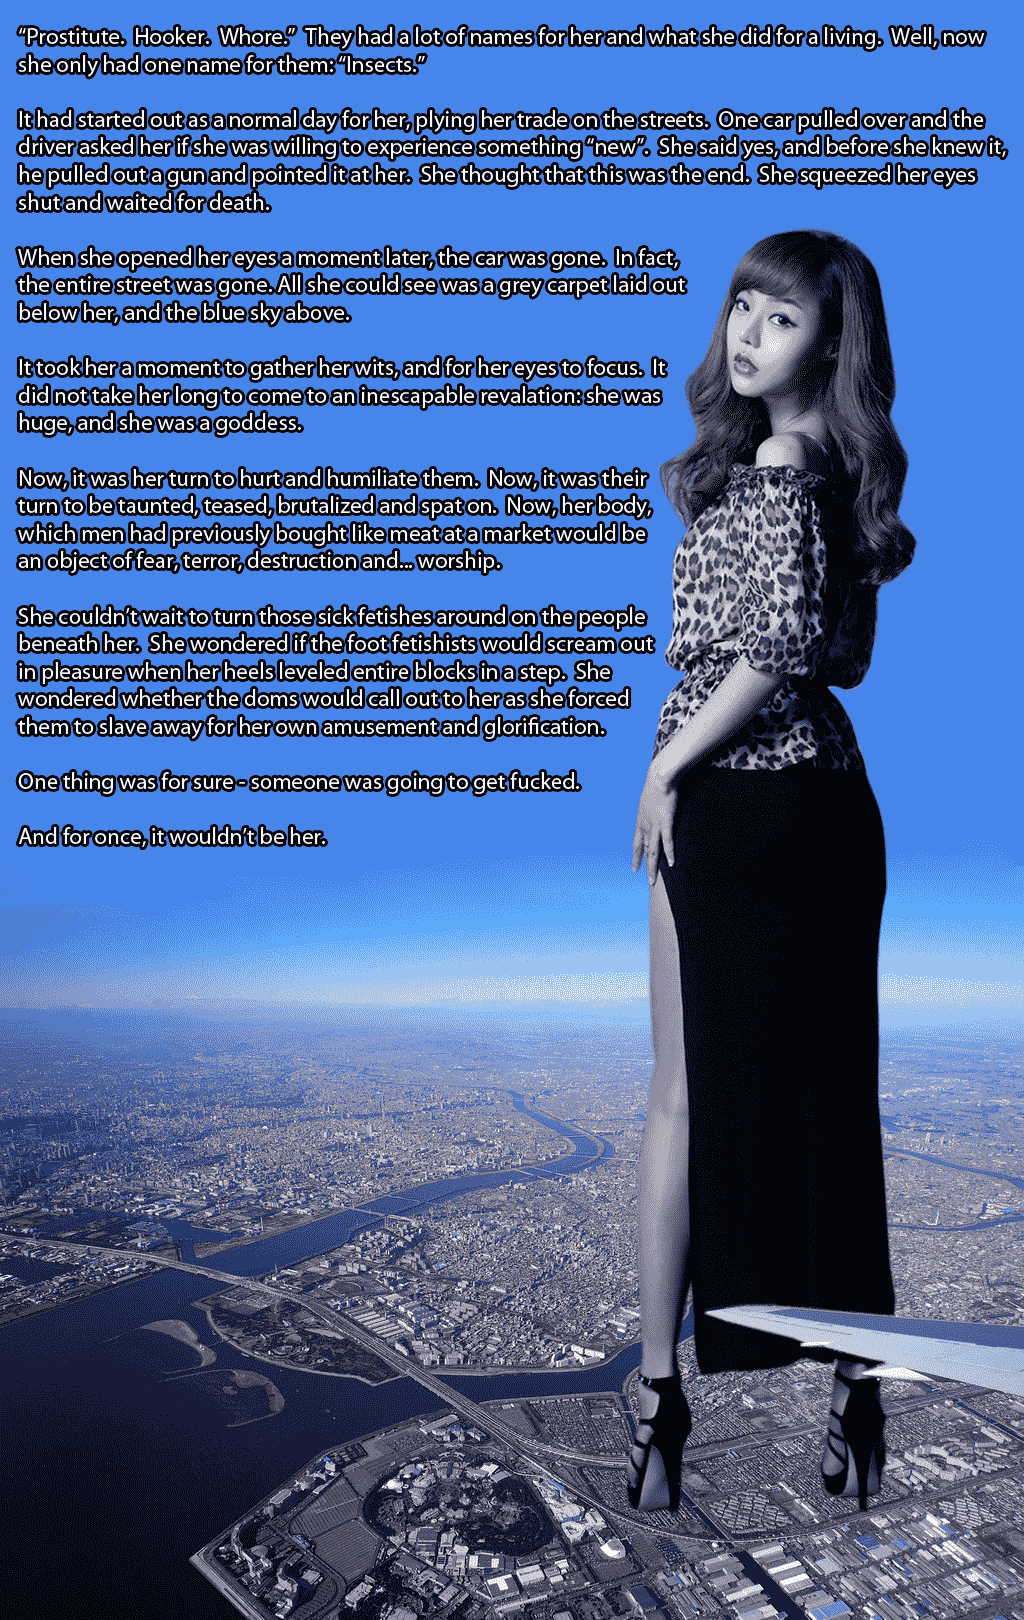 “Prostitute.  Hooker.  Whore.”  They had a lot of names for her and what she did for a living.  Well, now
she only had one name for them: “Insects.”
It had started out as a normal day for her, plying her trade on the streets.  One car pulled over and the
driver asked her if she was willing to experience something “new”.  She said yes, and before she knew it,
he pulled out a gun and pointed it at her.  She thought that this was the end.  She squeezed her eyes
shut and waited for death.
When she opened her eyes a moment later, the car was gone.  In fact,
the entire street was gone. All she could see was a grey carpet laid out
below her, and the blue sky above.
It took her a moment to gather her wits, and for her eyes to focus.  It
did not take her long to come to an inescapable revalation: she was
huge, and she was a goddess.
Now, it was her turn to hurt and humiliate them.  Now, it was their
turn to be taunted, teased, brutalized and spat on.  Now, her body,
which men had previously bought like meat at a market would be
an object of fear, terror, destruction and... worship.
She couldn’t wait to turn those sick fetishes around on the people
beneath her.  She wondered if the foot fetishists would scream out
in pleasure when her heels leveled entire blocks in a step.  She
wondered whether the doms would call out to her as she forced
them to slave away for her own amusement and glorification.
One thing was for sure - someone was going to get fucked.
And for once, it wouldn’t be her.